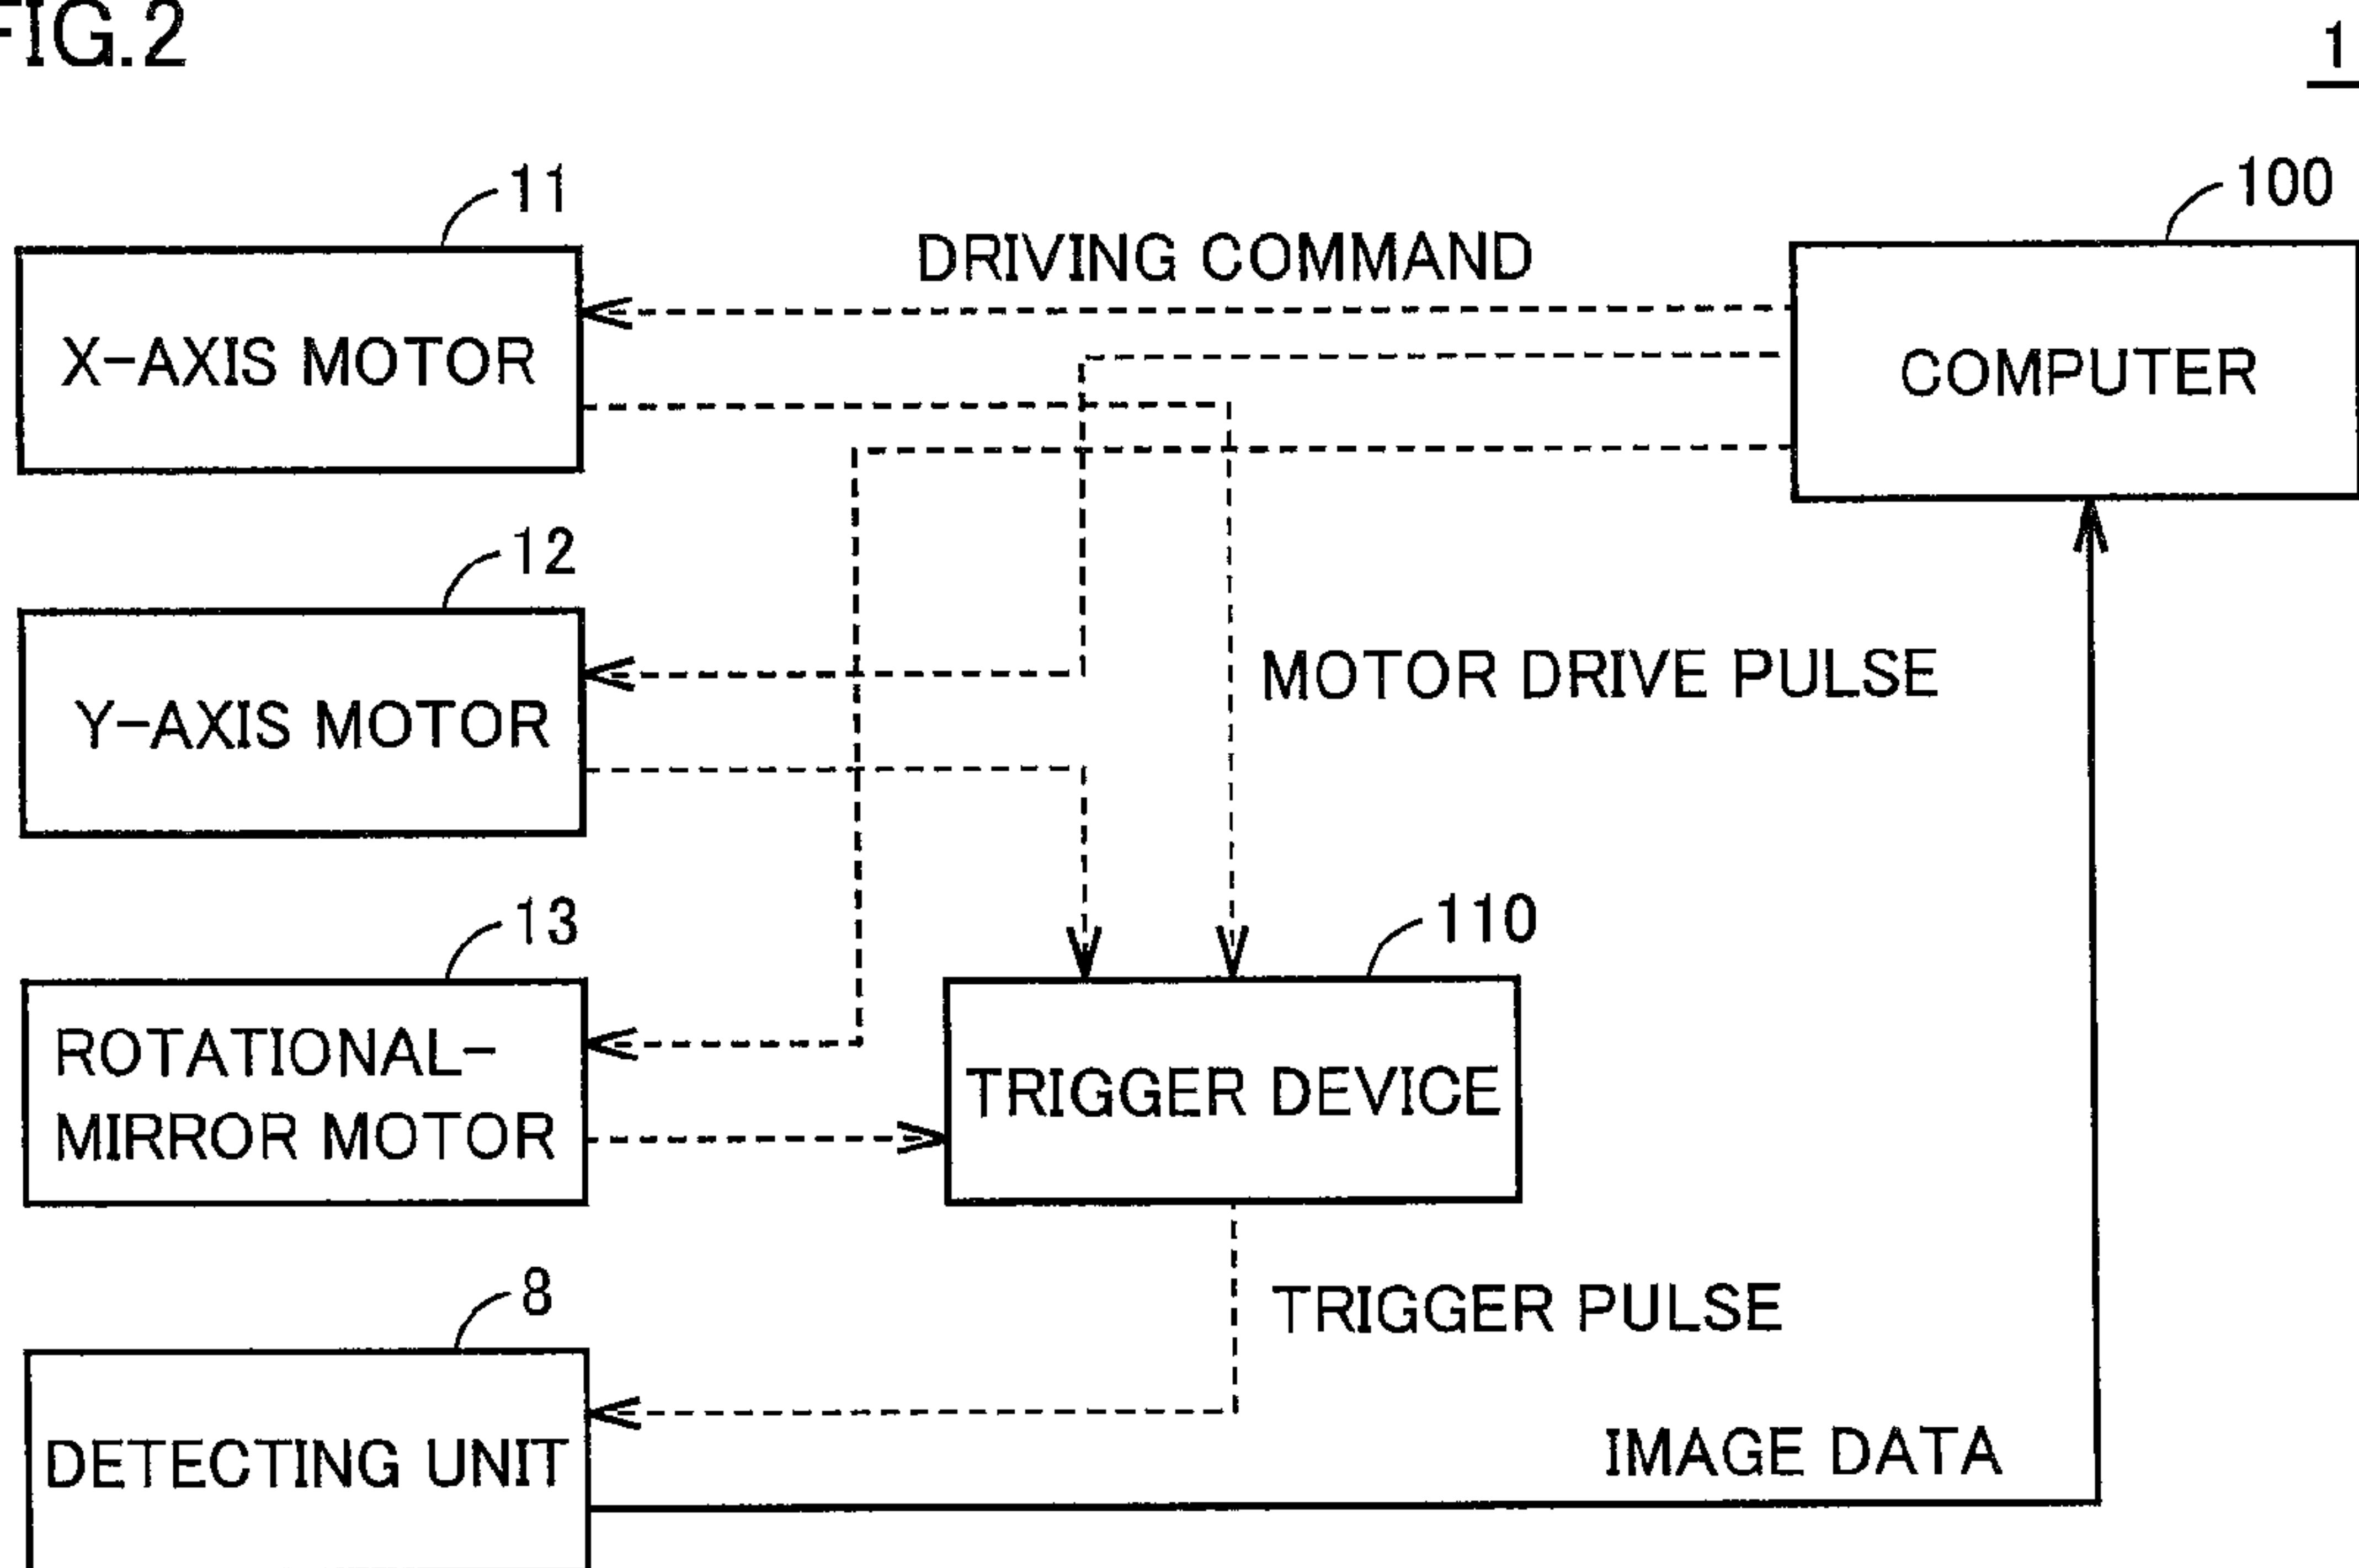 FIG.2
1
11
100
DRIVING COMMAND
X-AXIS MOTOR
COMPUTER
12
MOTOR DRIVE PULSE
Y-AXIS MOTOR
13
110
ROTATIONAL-
MIRROR MOTOR
TRIGGER DEVICE
8
TRIGGER PULSE
DETECTING UNIT
IMAGE DATA